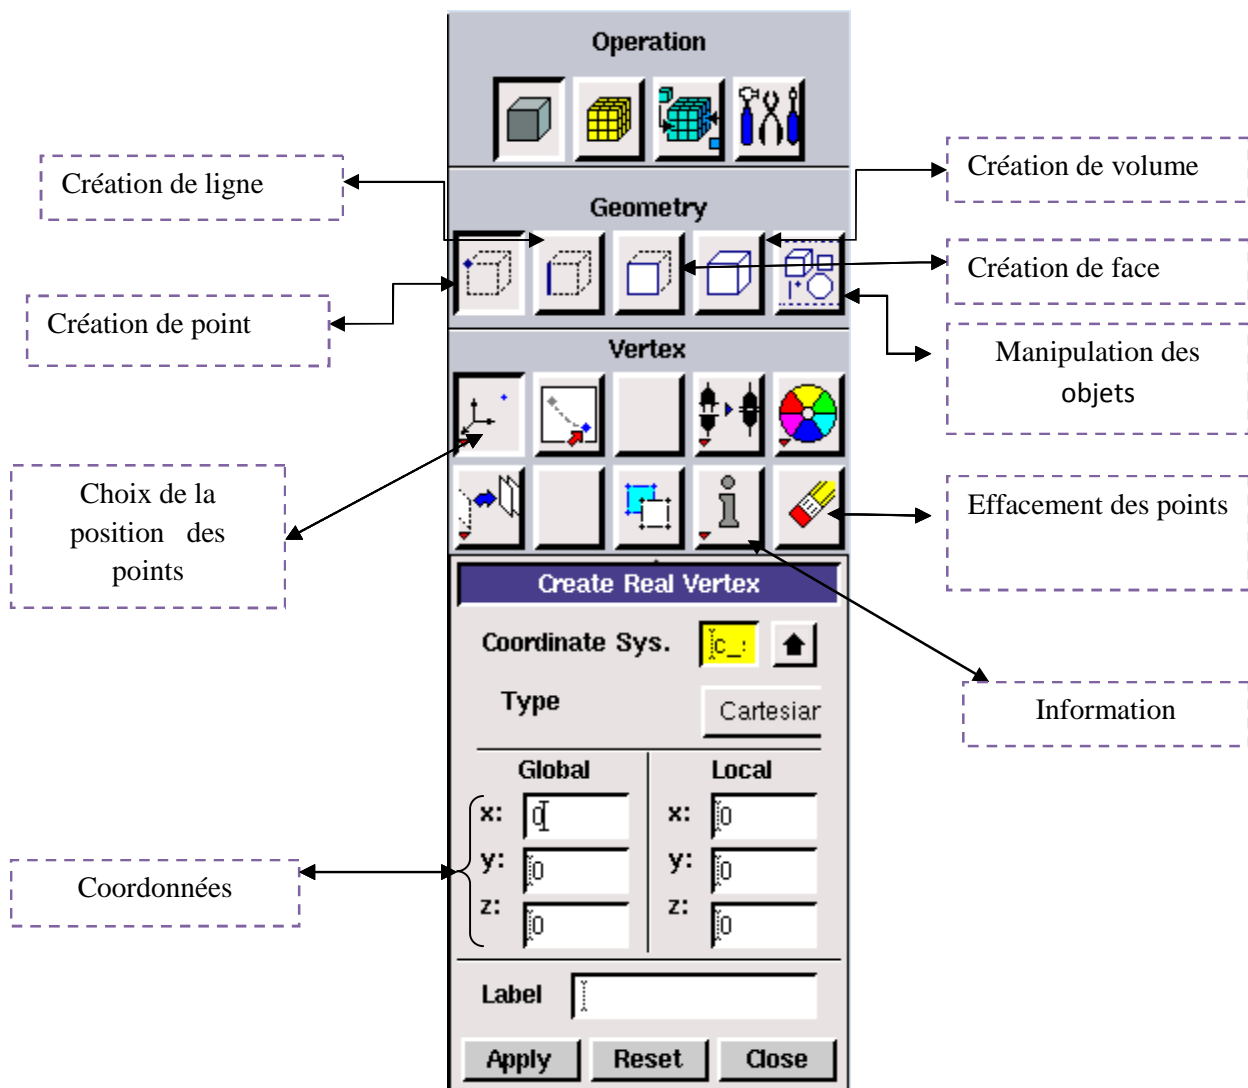 Operation
Création de ligne
Création de volume
Geometry
Création de face
Création de point
Vertex
Manipulation des
objets
Choix de la
position des
points
Effacement des points
Create Real Vertex
Coordinate Sys.
c_:
Type
Cartesiar
Information
Global
Local
x: 0
x: 0
y: 0
y: 0
z: 0
z: 0
Coordonnées
Label
Apply
Reset
Close